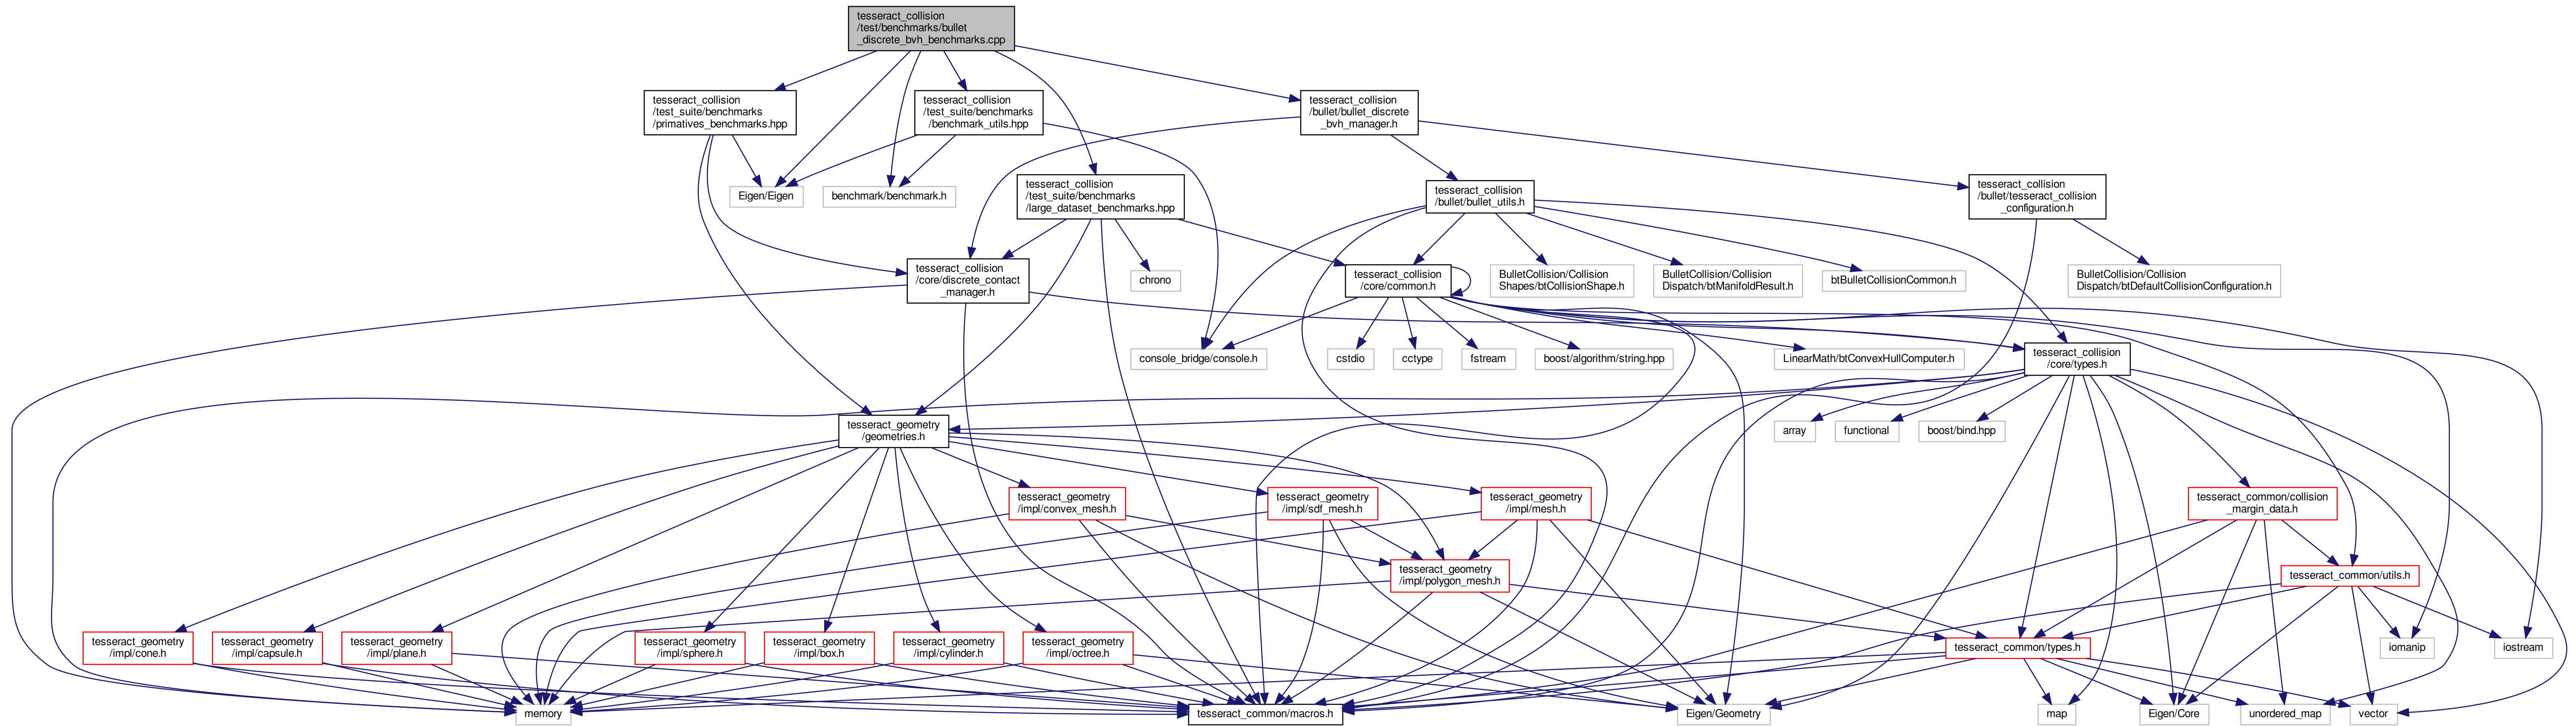 tesseract_collision
/test/benchmarks/bullet
_discrete_bvh_benchmarks.cpp
tesseract_collision
/test_suite/benchmarks
/primatives_benchmarks.hpp
tesseract_collision
/test_suite/benchmarks
/benchmark_utils.hpp
tesseract_collision
/bullet/bullet_discrete
_bvh_manager.h
Eigen/Eigen
benchmark/benchmark.h
tesseract_collision
/test_suite/benchmarks
/large_dataset_benchmarks.hpp
tesseract_collision
/bullet/bullet_utils.h
tesseract_collision
/bullet/tesseract_collision
_configuration.h
tesseract_collision
/core/discrete_contact
_manager.h
chrono
tesseract_collision
/core/common.h
BulletCollision/Collision
Shapes/btCollisionShape.h
BulletCollision/Collision
Dispatch/btManifoldResult.h
btBulletCollisionCommon.h
BulletCollision/Collision
Dispatch/btDefaultCollisionConfiguration.h
console_bridge/console.h
cstdio
cctype
fstream
boost/algorithm/string.hpp
LinearMath/btConvexHullComputer.h
tesseract_collision
/core/types.h
tesseract_geometry
/geometries.h
array
functional
boost/bind.hpp
tesseract_geometry
/impl/convex_mesh.h
tesseract_geometry
/impl/sdf_mesh.h
tesseract_geometry
/impl/mesh.h
tesseract_common/collision
_margin_data.h
tesseract_geometry
/impl/polygon_mesh.h
tesseract_common/utils.h
tesseract_geometry
/impl/cone.h
tesseract_geometry
/impl/capsule.h
tesseract_geometry
/impl/plane.h
tesseract_geometry
/impl/sphere.h
tesseract_geometry
/impl/box.h
tesseract_geometry
/impl/cylinder.h
tesseract_geometry
/impl/octree.h
tesseract_common/types.h
iomanip
iostream
memory
tesseract_common/macros.h
Eigen/Geometry
map
Eigen/Core
unordered_map
vector